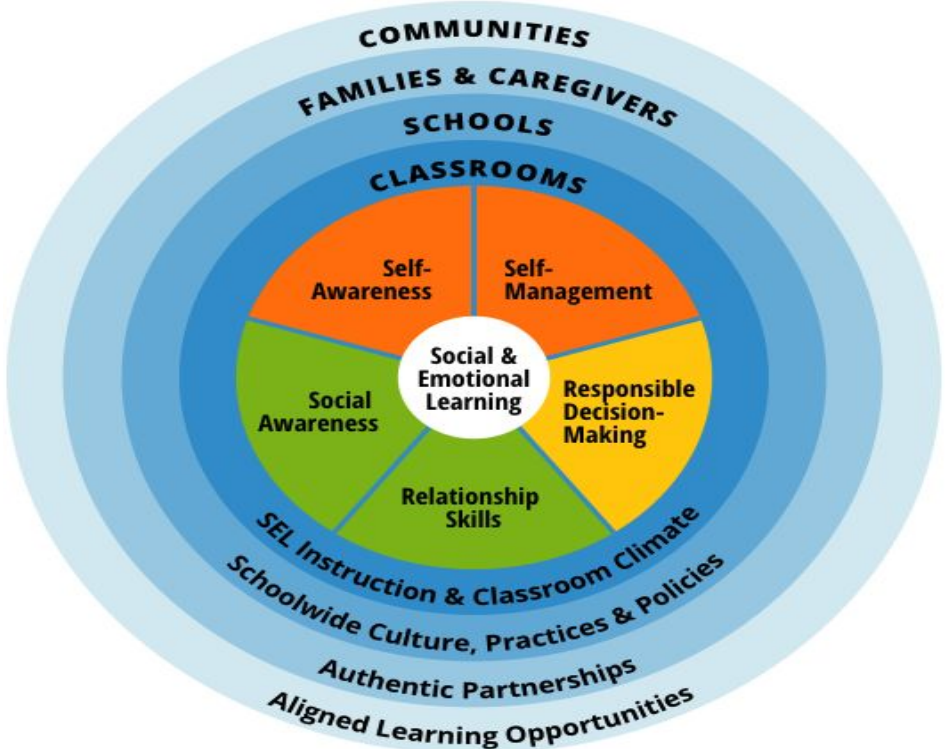 COMMUNITIES
FAMILIES & CAREGIVERS
SCHOOLS
CLASSROOMS
Self-
Awareness
Self-
Management
Social &
Emotional
Learning
Social
Awareness
Responsible
Decision-
Making
Relationship
Skills
SEL Instruction & Classroom Climate
Schoolwide Culture, Practices & Policies
Authentic Partnerships
Aligned Learning Opportunities